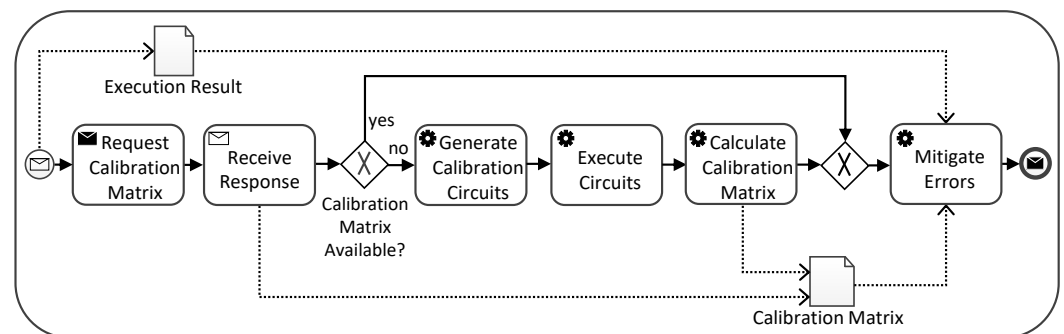 Execution Result
Request
Calibration
Matrix
Receive
Response
yes
no
Calibration
Matrix
Available?
Generate
Calibration
Circuits
Execute
Circuits
Calculate
Calibration
Matrix
Mitigate
Errors
Calibration Matrix